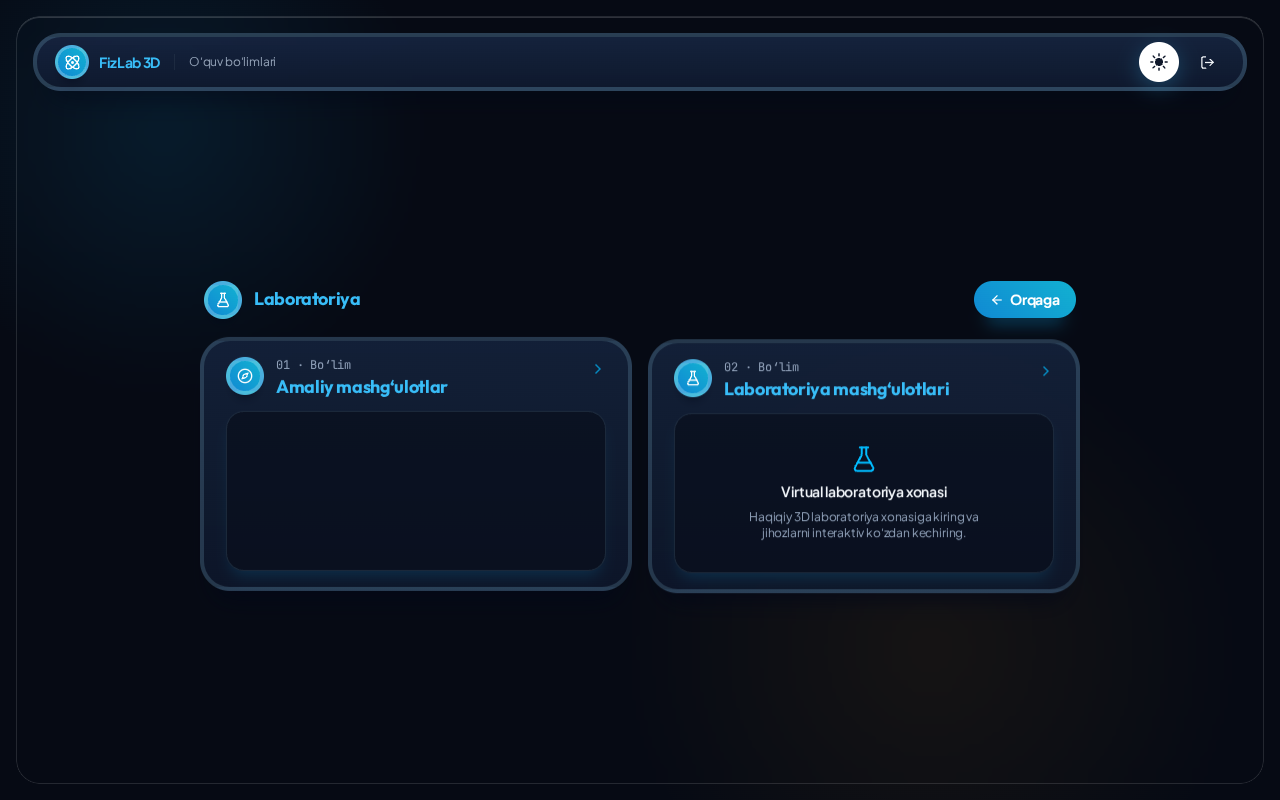 FizLab 3D
O'quv bo'limlari
Laboratoriya
Orqaga
01 · Bo‘lim
Amaliy mashg‘ulotlar
02 · Bo‘lim
Laboratoriya mashg‘ulotlari
Virtual laboratoriya xonasi
Haqiqiy 3D laboratoriya xonasiga kiring va
jihozlarni interaktiv ko'zdan kechiring.